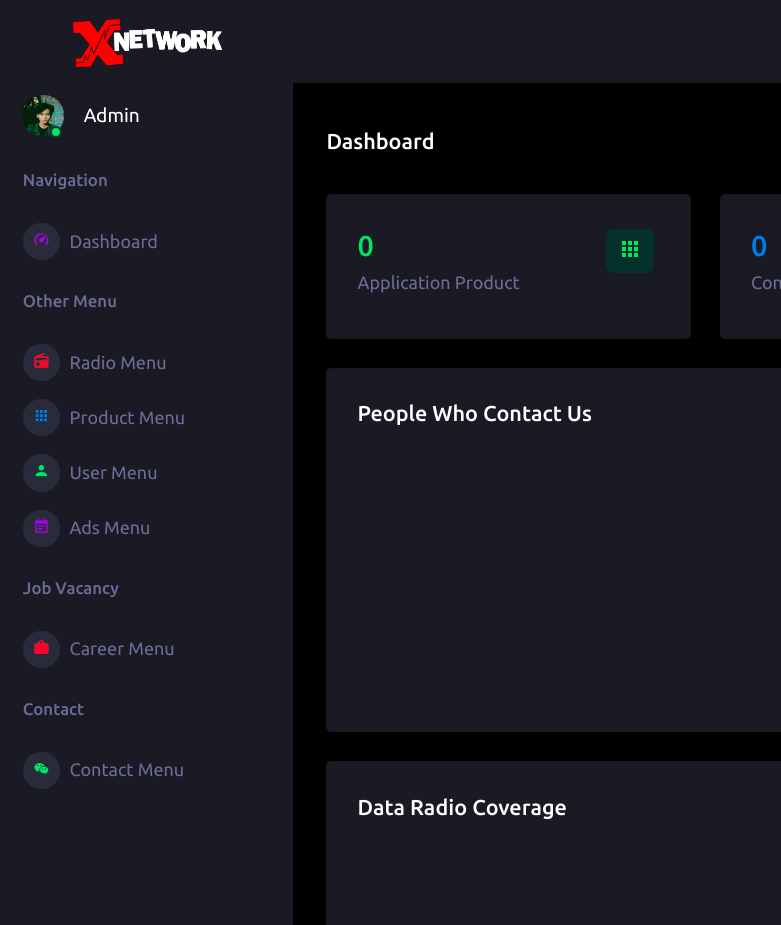 XNETWORK
Admin
Navigation
Dashboard
Other Menu
Radio Menu
Product Menu
User Menu
Ads Menu
Job Vacancy
Career Menu
Contact
Contact Menu
Dashboard
0
Application Product
0
Con
People Who Contact Us
Data Radio Coverage